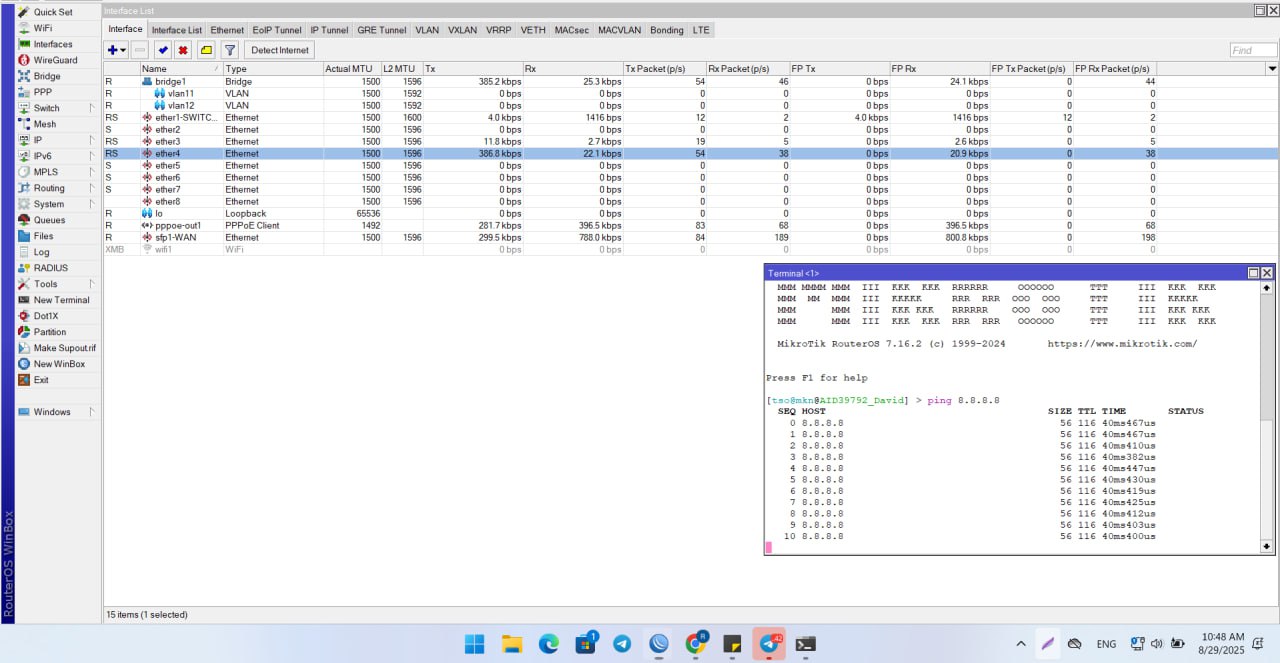 Interface List
Quick Set
WiFi
Interfaces
WireGuard
Bridge
PPP
Switch
Mesh
IP
IPv6
MPLS
Routing
System
Queues
Files
Log
RADIUS
Tools
New Terminal
Dot1X
Partition
Make Supout.rif
New WinBox
Exit
Windows
RouterOS WinBox
Interface Interface List Ethernet EoIP Tunnel IP Tunnel GRE Tunnel VLAN VXLAN VRRP VETH MACsec MACVLAN Bonding LTE
Detect Internet Find
Name Type Actual MTU L2 MTU Tx Rx Tx Packet (p/s) Rx Packet (p/s) FP Tx FP Rx FP Tx Packet (p/s) FP Rx Packet (p/s)
R bridge1 Bridge 1500 1596 385.2 kbps 25.3 kbps 54 46 0 bps 24.1 kbps 0 44
R vlan11 VLAN 1500 1592 0 bps 0 bps 0 0 0 bps 0 bps 0 0
R vlan12 VLAN 1500 1592 0 bps 0 bps 0 0 0 bps 0 bps 0 0
RS ether1-SWITC... Ethernet 1500 1600 4.0 kbps 1416 bps 12 2 4.0 kbps 1416 bps 12 2
S ether2 Ethernet 1500 1596 0 bps 0 bps 0 0 0 bps 0 bps 0 0
RS ether3 Ethernet 1500 1596 11.8 kbps 2.7 kbps 19 5 0 bps 2.6 kbps 0 5
RS ether4 Ethernet 1500 1596 386.8 kbps 22.1 kbps 54 38 0 bps 20.9 kbps 0 38
S ether5 Ethernet 1500 1596 0 bps 0 bps 0 0 0 bps 0 bps 0 0
S ether6 Ethernet 1500 1596 0 bps 0 bps 0 0 0 bps 0 bps 0 0
S ether7 Ethernet 1500 1596 0 bps 0 bps 0 0 0 bps 0 bps 0 0
ether8 Ethernet 1500 1596 0 bps 0 bps 0 0 0 bps 0 bps 0 0
R lo Loopback 65536 0 bps 0 bps 0 0 0 bps 0 bps 0 0
R pppoe-out1 PPPoE Client 1492 281.7 kbps 396.5 kbps 83 68 0 bps 396.5 kbps 0 68
R sfp1-WAN Ethernet 1500 1596 299.5 kbps 788.0 kbps 84 189 0 bps 800.8 kbps 0 198
XMB wifi1 WiFi 0 bps 0 bps 0 0 0 bps 0 bps 0 0
Terminal <1>
MMM MMMM MMM III KKK KKK RRRRRR OOOOOO TTT III KKK KKK
MMM MM MMM III KKKKK RRR RRR OOO OOO TTT III KKKKK
MMM MMM III KKK KKK RRRRRR OOO OOO TTT III KKK KKK
MMM MMM III KKK KKK RRR RRR OOOOOO TTT III KKK KKK
MikroTik RouterOS 7.16.2 (c) 1999-2024 https://www.mikrotik.com/
Press F1 for help
[tso@mkn@AID39792_David] > ping 8.8.8.8
SEQ HOST SIZE TTL TIME STATUS
0 8.8.8.8 56 116 40ms467us
1 8.8.8.8 56 116 40ms467us
2 8.8.8.8 56 116 40ms410us
3 8.8.8.8 56 116 40ms382us
4 8.8.8.8 56 116 40ms447us
5 8.8.8.8 56 116 40ms430us
6 8.8.8.8 56 116 40ms419us
7 8.8.8.8 56 116 40ms425us
8 8.8.8.8 56 116 40ms412us
9 8.8.8.8 56 116 40ms403us
10 8.8.8.8 56 116 40ms400us
15 items (1 selected)
1
R
42
ENG
10:48 AM
8/29/2025